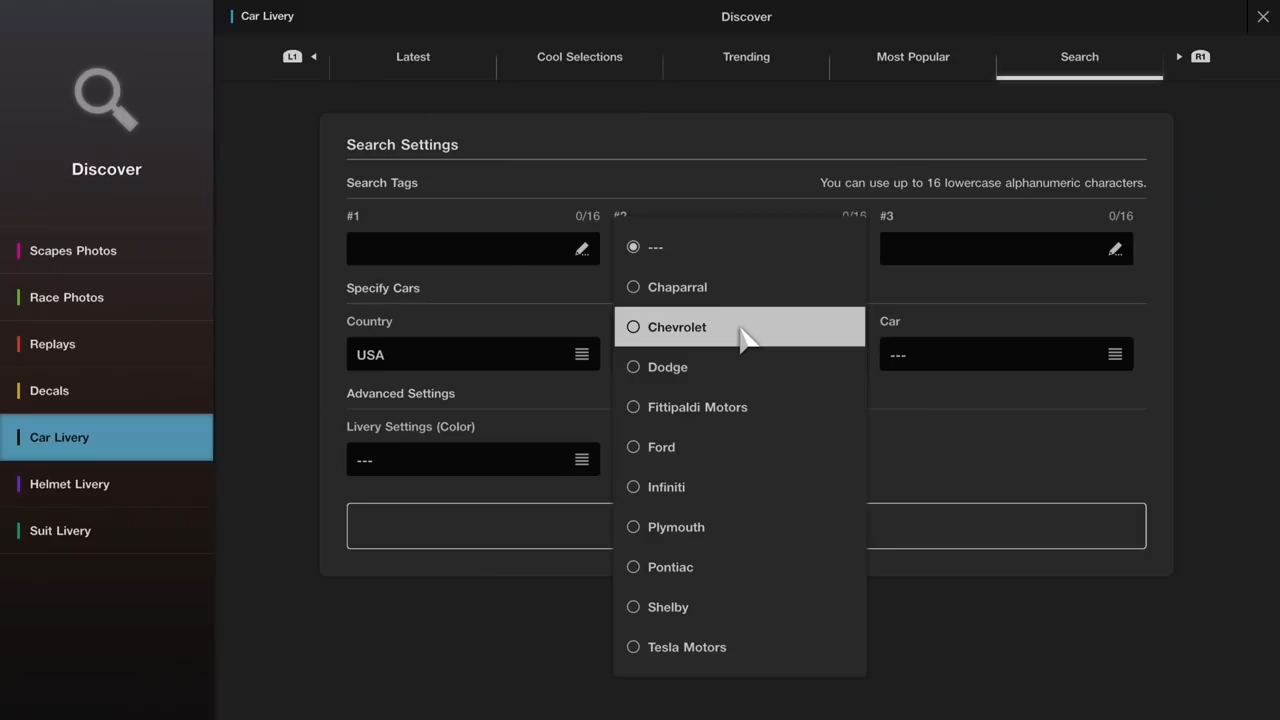 Car Livery
Discover
L1
Latest
Cool Selections
Trending
Most Popular
Search
R1
Discover
Scapes Photos
Race Photos
Replays
Decals
Car Livery
Helmet Livery
Suit Livery
Search Settings
Search Tags
You can use up to 16 lowercase alphanumeric characters.
#1
0/16
#2
0/16
#3
0/16
Specify Cars
Country
USA
Car
---
Advanced Settings
Livery Settings (Color)
---
---
Chaparral
Chevrolet
Dodge
Fittipaldi Motors
Ford
Infiniti
Plymouth
Pontiac
Shelby
Tesla Motors